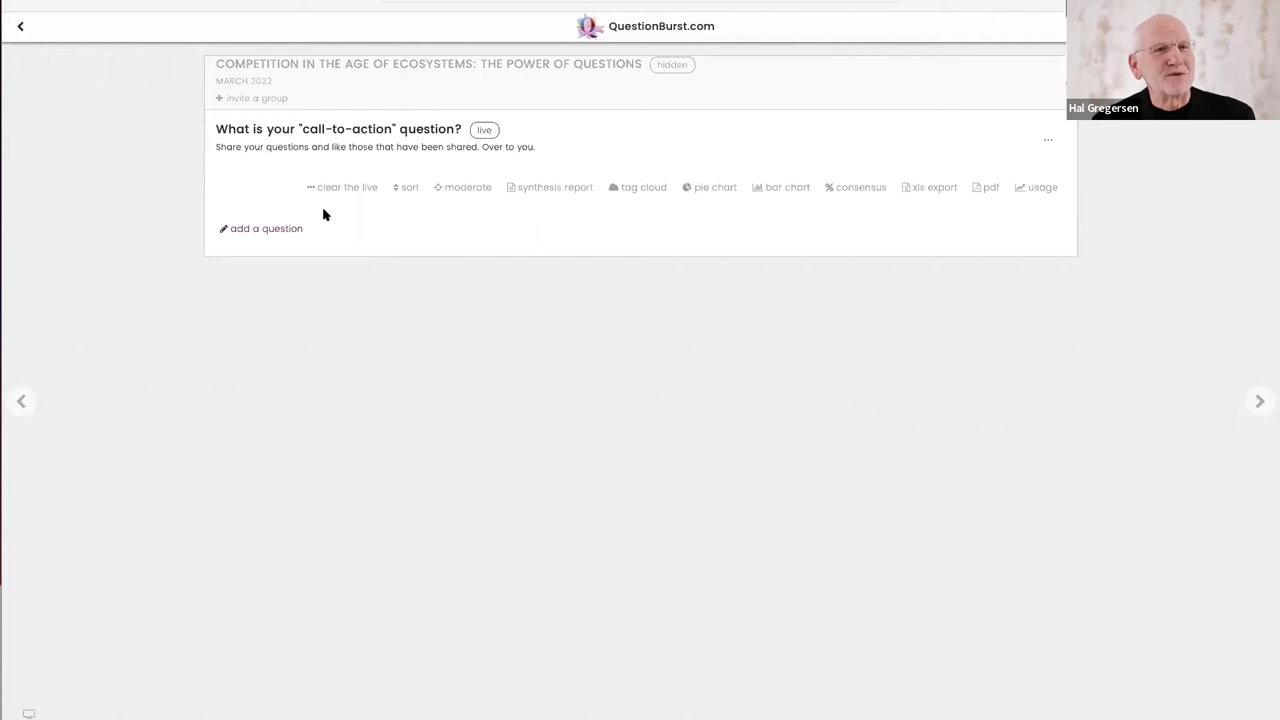 QuestionBurst.com
Hal Gregersen
COMPETITION IN THE AGE OF ECOSYSTEMS: THE POWER OF QUESTIONS hidden
MARCH 2022
invite a group
What is your "call-to-action" question? live
Share your questions and like those that have been shared. Over to you.
clear the live sort moderate synthesis report tag cloud pie chart bar chart consensus xls export pdf usage
add a question